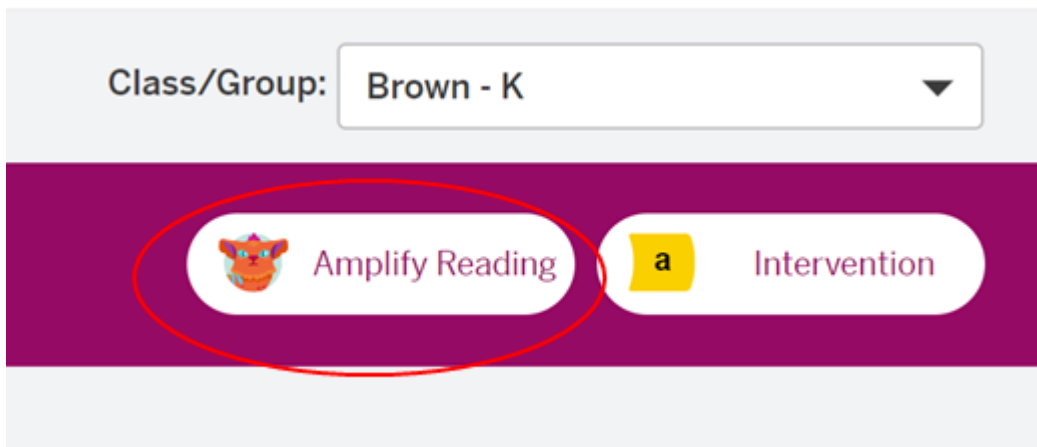 Class/Group: Brown - K
Amplify Reading a Intervention